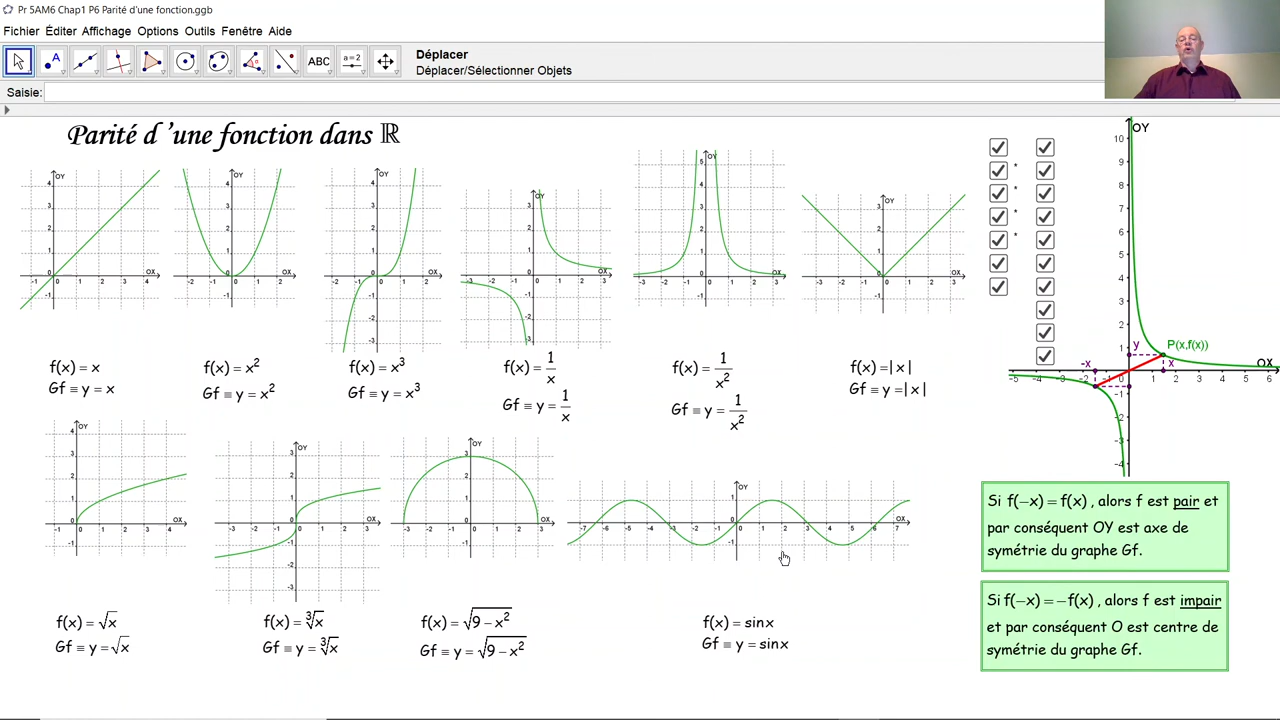 Pr 5AM6 Chap1 P6 Parité d'une fonction.ggb
Fichier Éditer Affichage Options Outils Fenêtre Aide
A ABC a=2 Déplacer
Déplacer/Sélectionner Objets
Saisie:
Parité d'une fonction dans ℝ
f(x) = x
Gf ≡ y = x
f(x) = x²
Gf ≡ y = x²
f(x) = x³
Gf ≡ y = x³
f(x) = 1/x
Gf ≡ y = 1/x
f(x) = 1/x²
Gf ≡ y = 1/x²
f(x) = | x |
Gf ≡ y = | x |
f(x) = √x
Gf ≡ y = √x
f(x) = ∛x
Gf ≡ y = ∛x
f(x) = √(9 − x²)
Gf ≡ y = √(9 − x²)
f(x) = sin x
Gf ≡ y = sin x
OY
OX
P(x,f(x))
y
-x
x
Si f(−x) = f(x) , alors f est pair et
par conséquent OY est axe de
symétrie du graphe Gf.
Si f(−x) = −f(x) , alors f est impair
et par conséquent O est centre de
symétrie du graphe Gf.